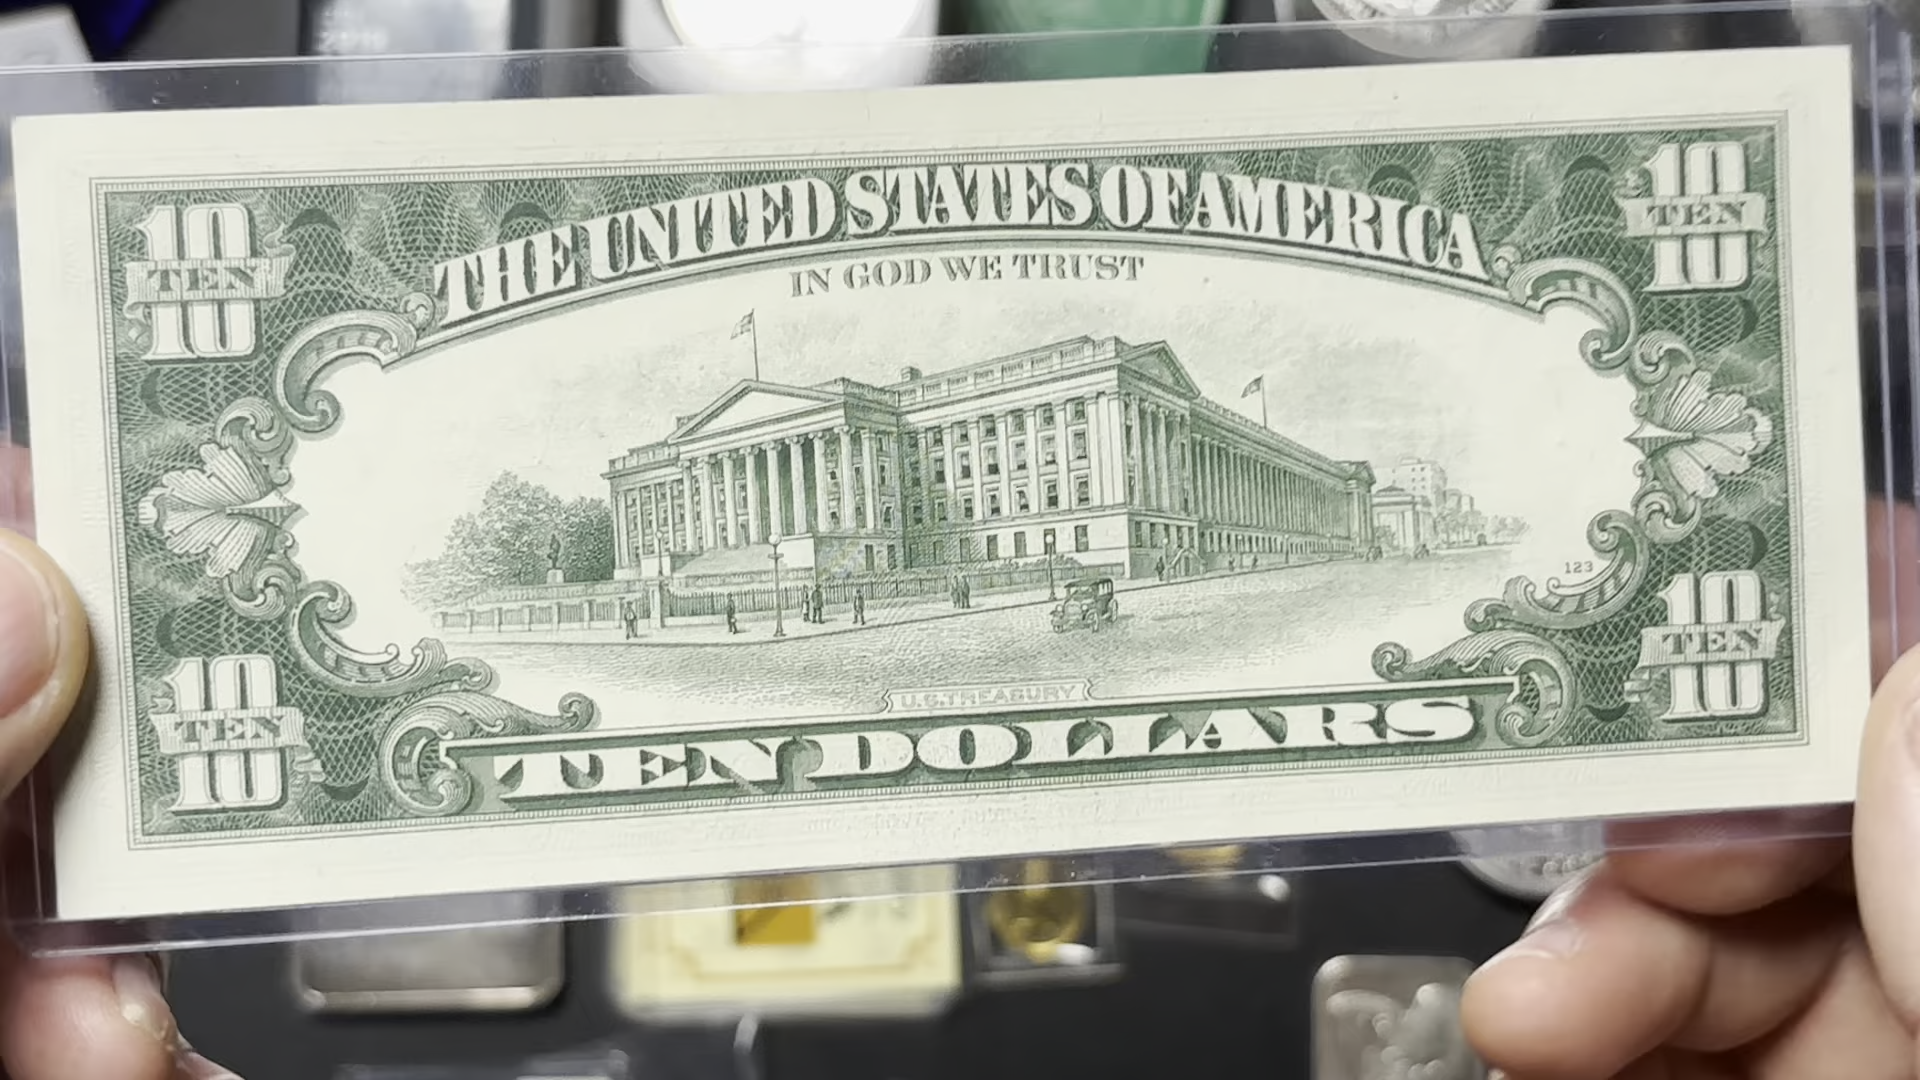 10 TEN 10
THE UNITED STATES OF AMERICA
10 TEN 10
IN GOD WE TRUST
123
U.S. TREASURY
10 TEN 10
TEN DOLLARS
10 TEN 10